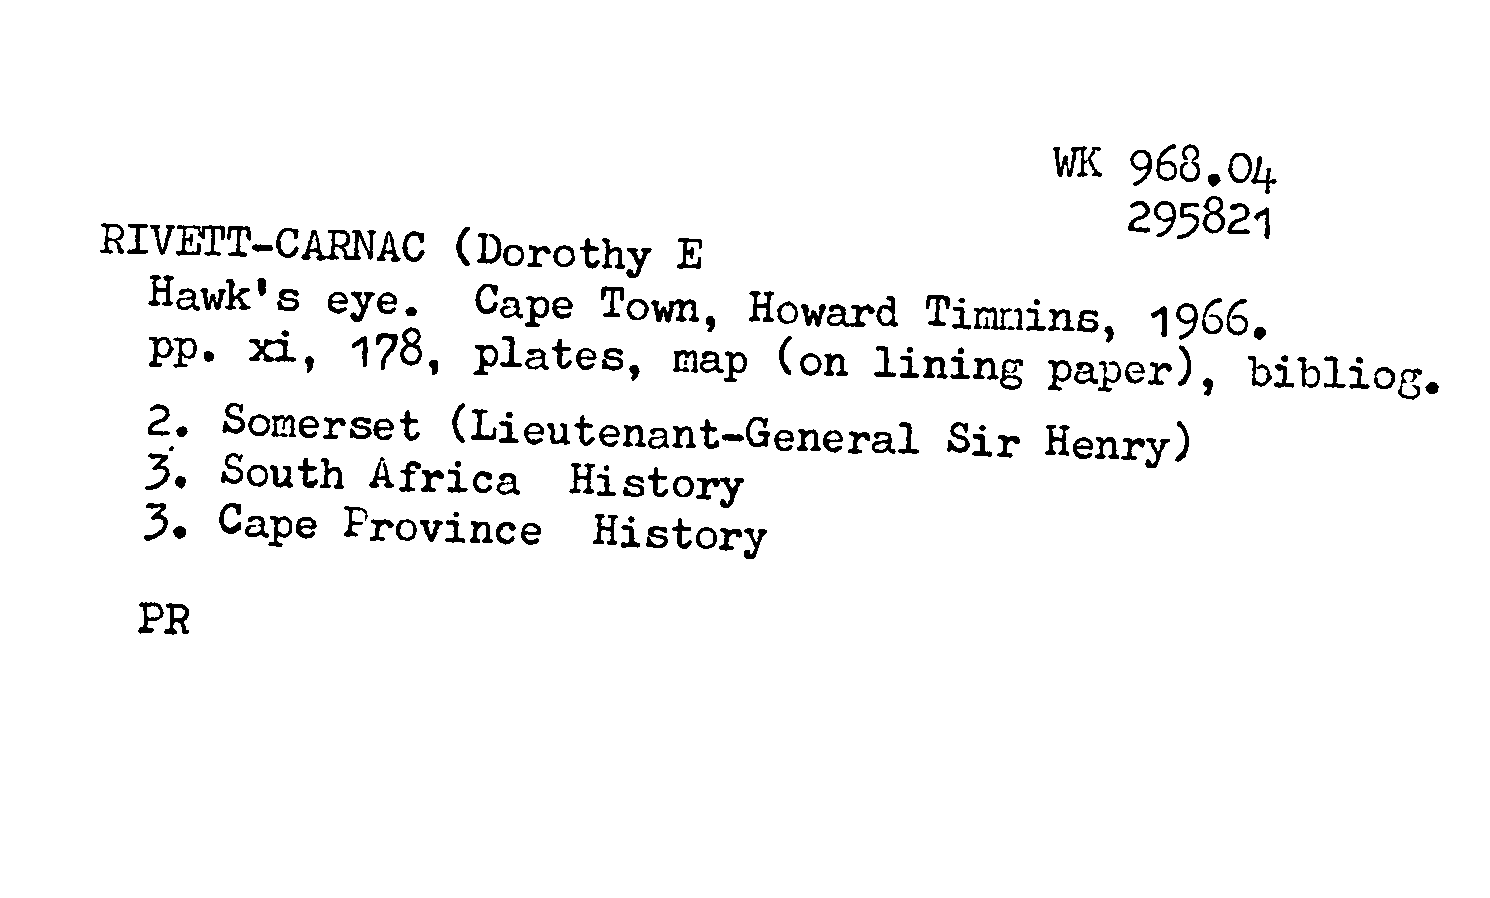 WK 968.04
295821
RIVETT-CARNAC (Dorothy E
Hawk's eye. Cape Town, Howard Timmins, 1966.
pp. xi, 178, plates, map (on lining paper), bibliog.
2. Somerset (Lieutenant-General Sir Henry)
3. South Africa History
3. Cape Province History
PR